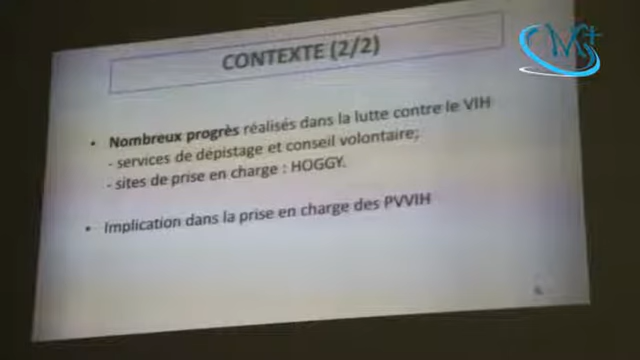 CONTEXTE (2/2)
• Nombreux progrès réalisés dans la lutte contre le VIH
- services de dépistage et conseil volontaire;
- sites de prise en charge : HOGGY.
• Implication dans la prise en charge des PVVIH